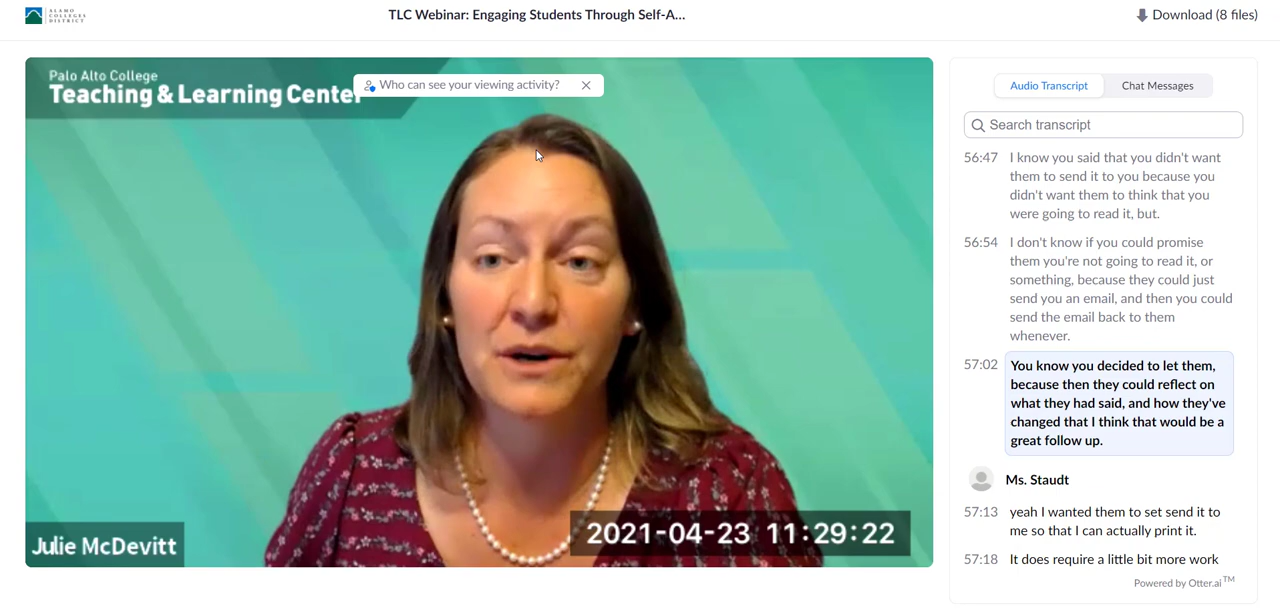 ALAMO
COLLEGES
DISTRICT
TLC Webinar: Engaging Students Through Self-A...
Download (8 files)
Palo Alto College
Teaching & Learning Center
Who can see your viewing activity?
Julie McDevitt
2021-04-23 11:29:22
Audio Transcript
Chat Messages
Search transcript
56:47 I know you said that you didn't want
them to send it to you because you
didn't want them to think that you
were going to read it, but.
56:54 I don't know if you could promise
them you're not going to read it, or
something, because they could just
send you an email, and then you could
send the email back to them
whenever.
57:02 You know you decided to let them,
because then they could reflect on
what they had said, and how they've
changed that I think that would be a
great follow up.
Ms. Staudt
57:13 yeah I wanted them to set send it to
me so that I can actually print it.
57:18 It does require a little bit more work
Powered by Otter.ai TM